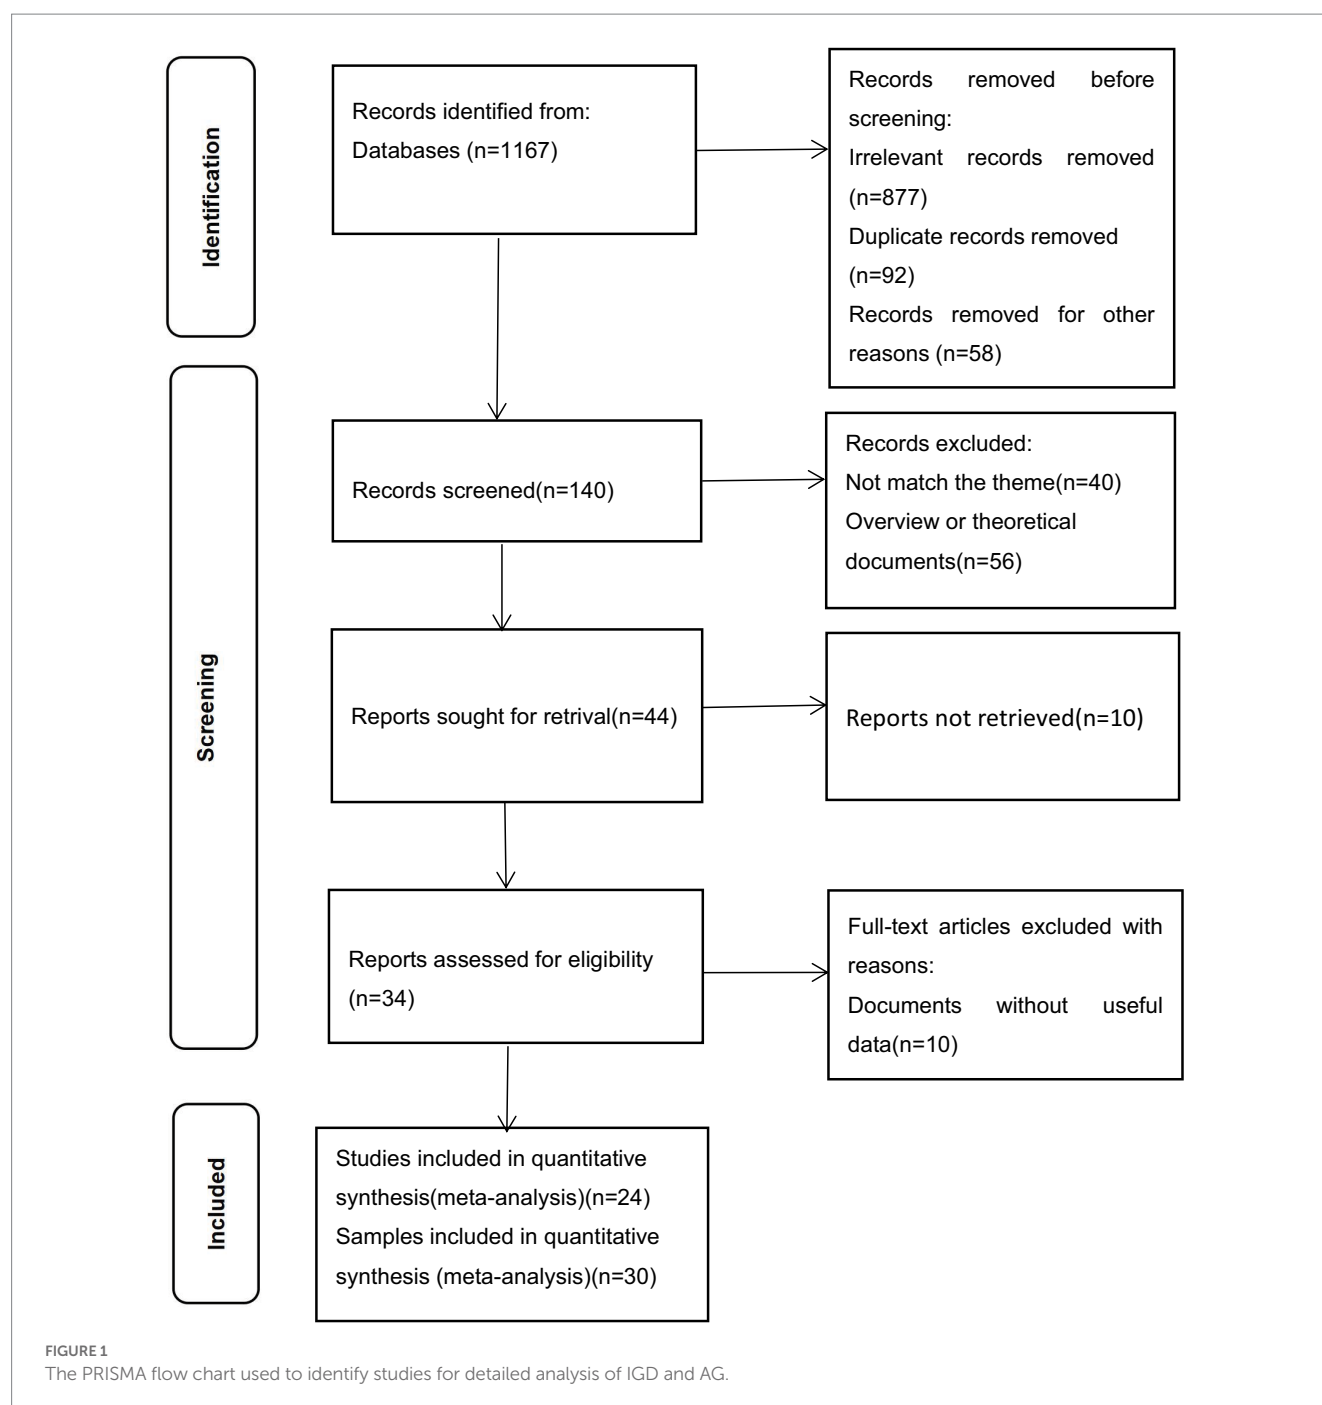 Identification
Records identified from:
Databases (n=1167)
Records removed before
screening:
Irrelevant records removed
(n=877)
Duplicate records removed
(n=92)
Records removed for other
reasons (n=58)
Screening
Records screened(n=140)
Records excluded:
Not match the theme(n=40)
Overview or theoretical
documents(n=56)
Reports sought for retrival(n=44)
Reports not retrieved(n=10)
Reports assessed for eligibility
(n=34)
Full-text articles excluded with
reasons:
Documents without useful
data(n=10)
Included
Studies included in quantitative
synthesis(meta-analysis)(n=24)
Samples included in quantitative
synthesis (meta-analysis)(n=30)
FIGURE 1
The PRISMA flow chart used to identify studies for detailed analysis of IGD and AG.